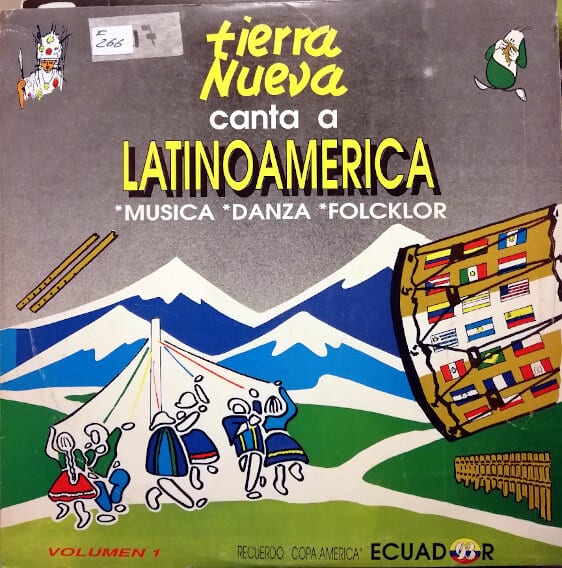 F
266
tierra
Nueva
canta a
LATINOAMERICA
*MUSICA *DANZA *FOLCKLOR
VOLUMEN 1
RECUERDO "COPA AMERICA" ECUADOR